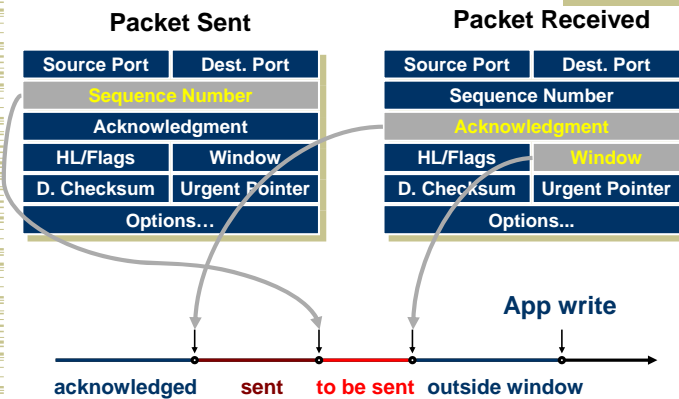 Packet Sent
Packet Received
Source Port Dest. Port
Sequence Number
Acknowledgment
HL/Flags Window
D. Checksum Urgent Pointer
Options…
Source Port Dest. Port
Sequence Number
Acknowledgment
HL/Flags Window
D. Checksum Urgent Pointer
Options...
App write
acknowledged sent to be sent outside window